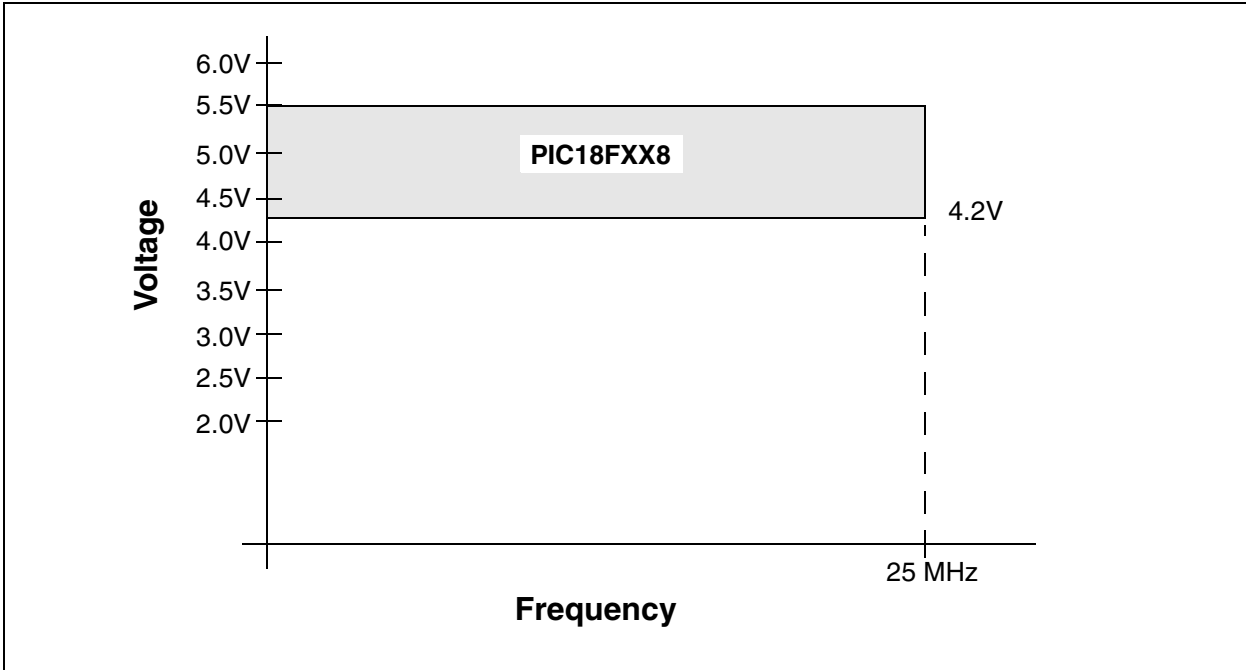 6.0V
5.5V
5.0V
4.5V
4.0V
3.5V
3.0V
2.5V
2.0V
Voltage
PIC18FXX8
4.2V
25 MHz
Frequency